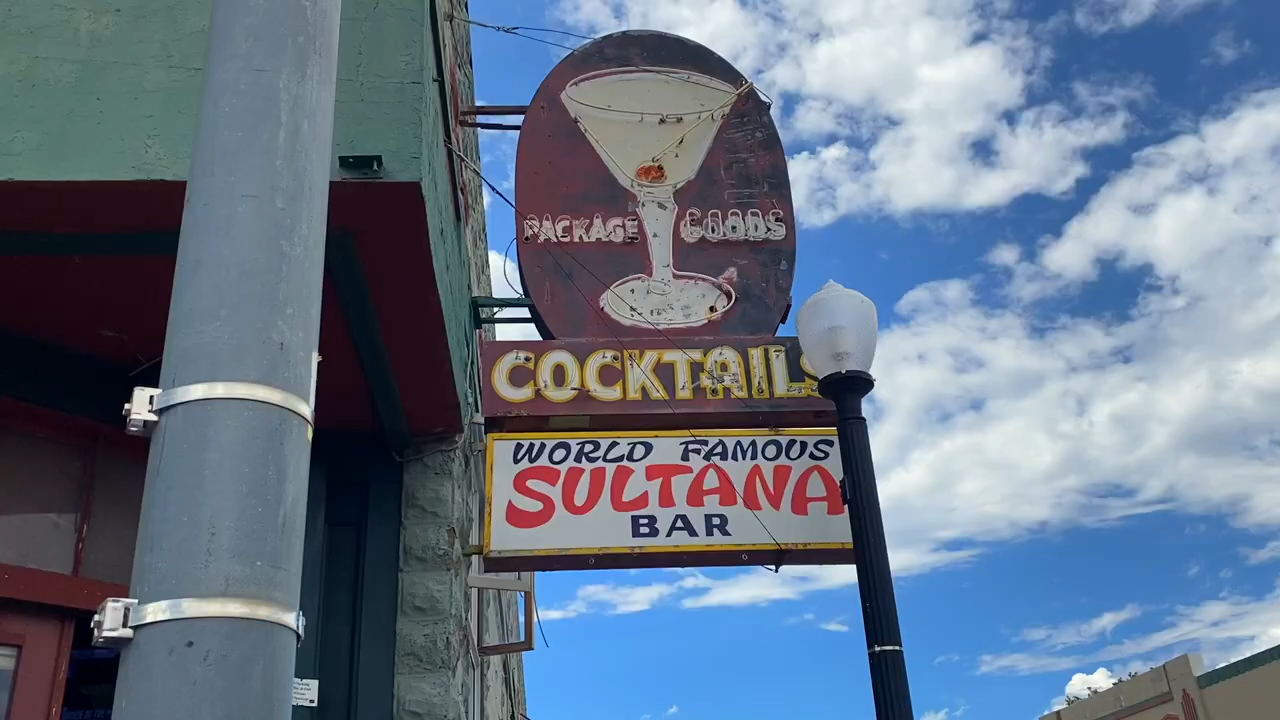 PACKAGE GOODS
COCKTAILS
WORLD FAMOUS
SULTANA
BAR